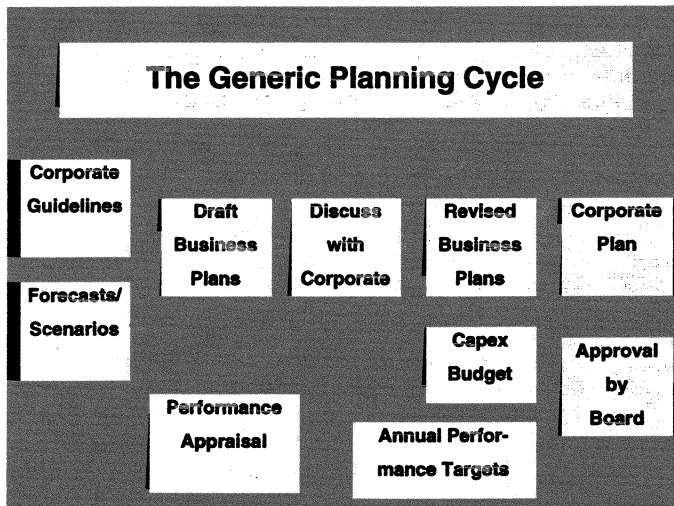 The Generic Planning Cycle
Corporate
Guidelines
Forecasts/
Scenarios
Draft
Business
Plans
Discuss
with
Corporate
Revised
Business
Plans
Corporate
Plan
Capex
Budget
Approval
by
Board
Performance
Appraisal
Annual Perfor-
mance Targets